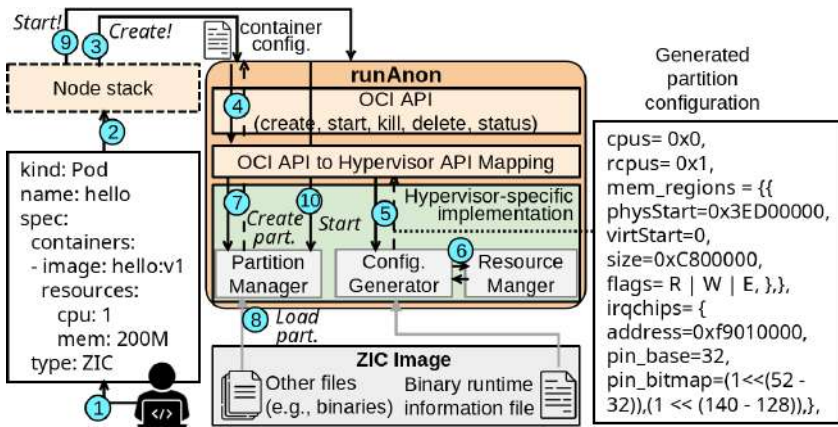 Start!
9
3
Create!
container
config.
Node stack
2
kind: Pod
name: hello
spec:
containers:
- image: hello:v1
resources:
cpu: 1
mem: 200M
type: ZIC
1
runAnon
4
OCI API
(create, start, kill, delete, status)
OCI API to Hypervisor API Mapping
7
10
5
Hypervisor-specific
implementation
Create
part.
Start
6
Partition
Manager
Config.
Generator
Resource
Manger
8
Load
part.
ZIC Image
Other files
(e.g., binaries)
Binary runtime
information file
Generated
partition
configuration
cpus= 0x0,
rcpus= 0x1,
mem_regions = {{
physStart=0x3ED00000,
virtStart=0,
size=0xC800000,
flags= R | W | E, },},
irqchips= {
address=0xf9010000,
pin_base=32,
pin_bitmap=(1<<(52 -
32)),(1 << (140 - 128)),},